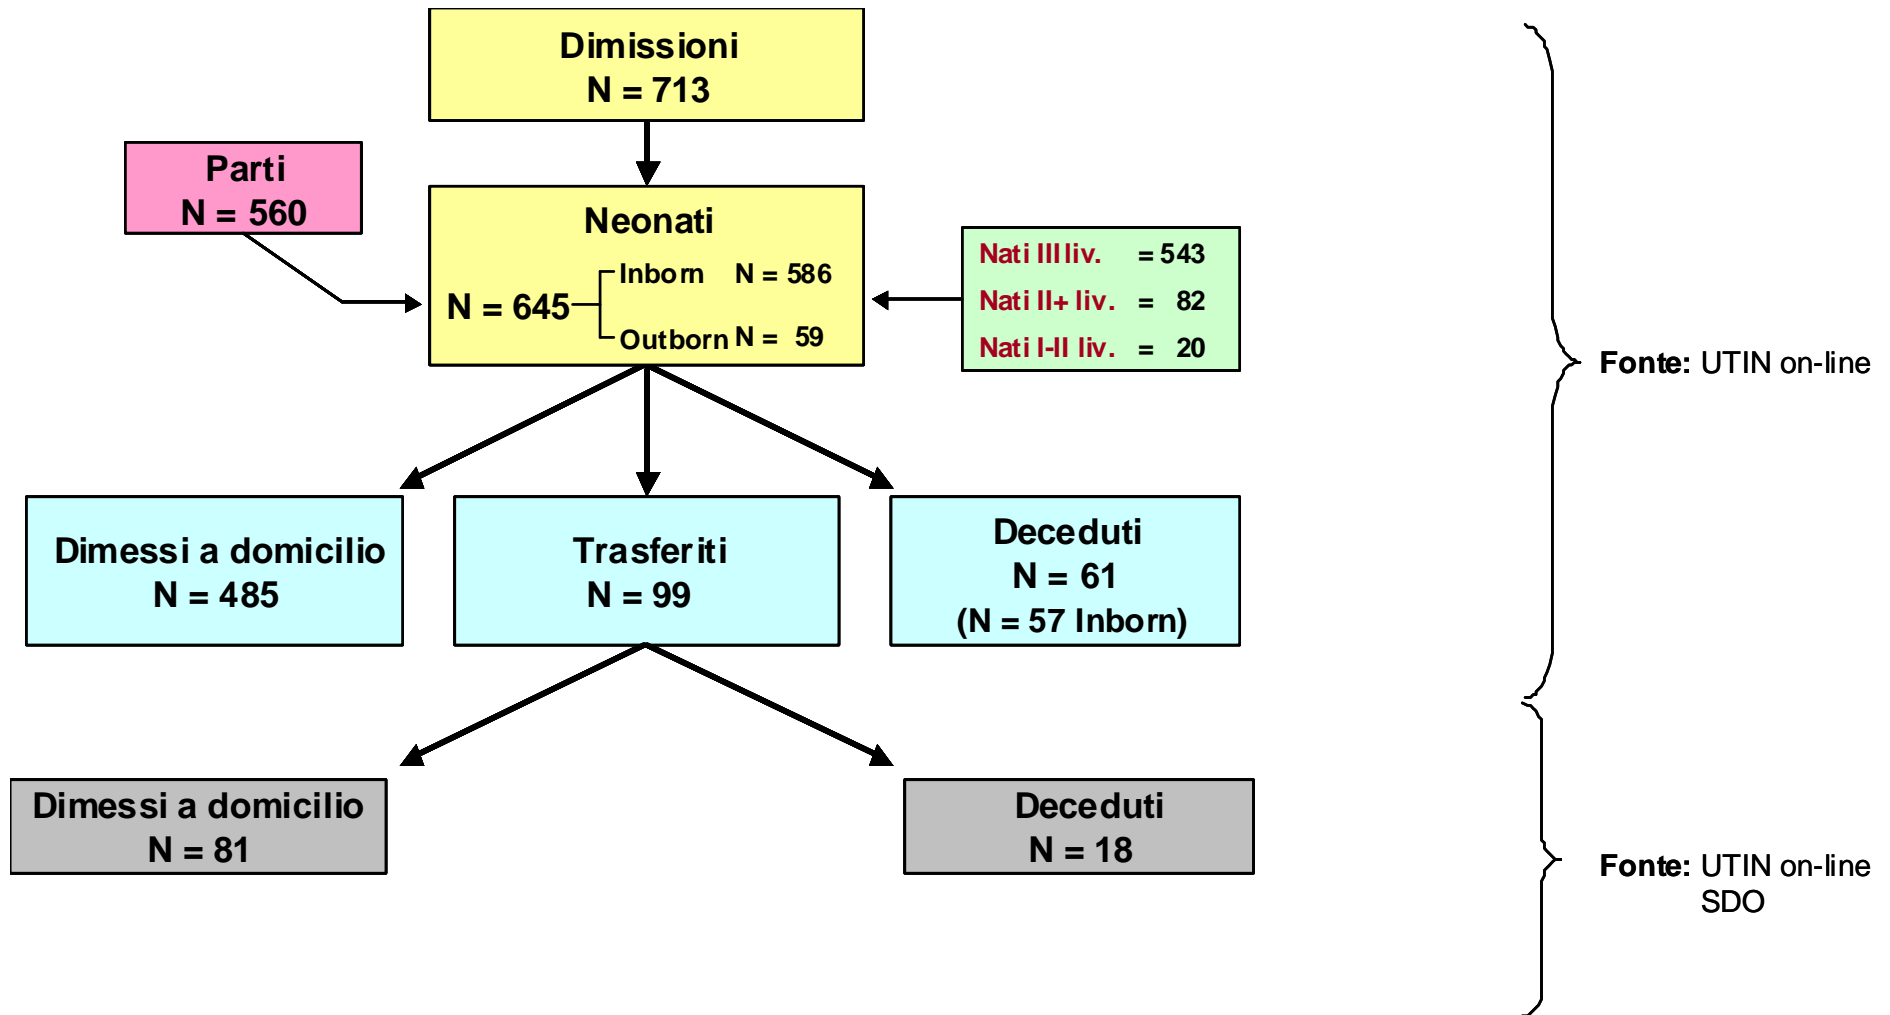 Dimissioni
N = 713
Parti
N = 560
Neonati
N = 645
Inborn N = 586
Outborn N = 59
Nati III liv. = 543
Nati II+ liv. = 82
Nati I-II liv. = 20
Fonte: UTIN on-line
Dimessi a domicilio
N = 485
Trasferiti
N = 99
Deceduti
N = 61
(N = 57 Inborn)
Dimessi a domicilio
N = 81
Deceduti
N = 18
Fonte: UTIN on-line
SDO